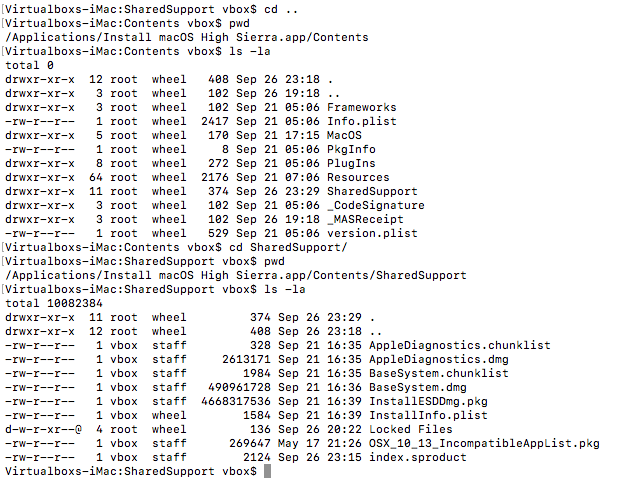 [Virtualboxs-iMac:SharedSupport vbox$ cd ..
[Virtualboxs-iMac:Contents vbox$ pwd
/Applications/Install macOS High Sierra.app/Contents
[Virtualboxs-iMac:Contents vbox$ ls -la
total 0
drwxr-xr-x  12 root  wheel   408 Sep 26 23:18 .
drwxr-xr-x   3 root  wheel   102 Sep 26 19:18 ..
drwxr-xr-x   3 root  wheel   102 Sep 21 05:06 Frameworks
-rw-r--r--   1 root  wheel  2417 Sep 21 05:06 Info.plist
drwxr-xr-x   5 root  wheel   170 Sep 21 17:15 MacOS
-rw-r--r--   1 root  wheel     8 Sep 21 05:06 PkgInfo
drwxr-xr-x   8 root  wheel   272 Sep 21 05:06 PlugIns
drwxr-xr-x  64 root  wheel  2176 Sep 21 07:06 Resources
drwxr-xr-x  11 root  wheel   374 Sep 26 23:29 SharedSupport
drwxr-xr-x   3 root  wheel   102 Sep 21 05:06 _CodeSignature
drwxr-xr-x   3 root  wheel   102 Sep 26 19:18 _MASReceipt
-rw-r--r--   1 root  wheel   529 Sep 21 05:06 version.plist
[Virtualboxs-iMac:Contents vbox$ cd SharedSupport/
[Virtualboxs-iMac:SharedSupport vbox$ pwd
/Applications/Install macOS High Sierra.app/Contents/SharedSupport
[Virtualboxs-iMac:SharedSupport vbox$ ls -la
total 10082384
drwxr-xr-x  11 root  wheel         374 Sep 26 23:29 .
drwxr-xr-x  12 root  wheel         408 Sep 26 23:18 ..
-rw-r--r--   1 vbox  staff         328 Sep 21 16:35 AppleDiagnostics.chunklist
-rw-r--r--   1 vbox  staff     2613171 Sep 21 16:35 AppleDiagnostics.dmg
-rw-r--r--   1 vbox  staff        1984 Sep 21 16:35 BaseSystem.chunklist
-rw-r--r--   1 vbox  staff   490961728 Sep 21 16:36 BaseSystem.dmg
-rw-r--r--   1 vbox  staff  4668317536 Sep 21 16:39 InstallESDDmg.pkg
-rw-r--r--   1 root  wheel        1584 Sep 21 16:39 InstallInfo.plist
d-w-r-xr--@  4 root  wheel         136 Sep 26 20:22 Locked Files
-rw-r--r--   1 vbox  staff      269647 May 17 21:26 OSX_10_13_IncompatibleAppList.pkg
-rw-r--r--   1 vbox  staff        2124 Sep 26 23:15 index.sproduct
Virtualboxs-iMac:SharedSupport vbox$